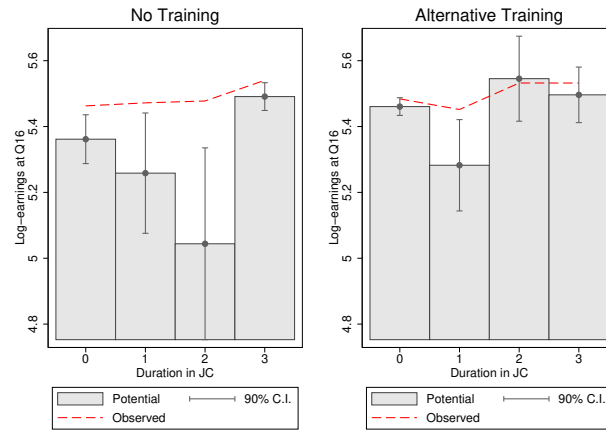 No Training
Log−earnings at Q16
5.6
5.4
5.2
5
4.8
0 1 2 3
Duration in JC
Potential 90% C.I.
Observed
Alternative Training
Log−earnings at Q16
5.6
5.4
5.2
5
4.8
0 1 2 3
Duration in JC
Potential 90% C.I.
Observed